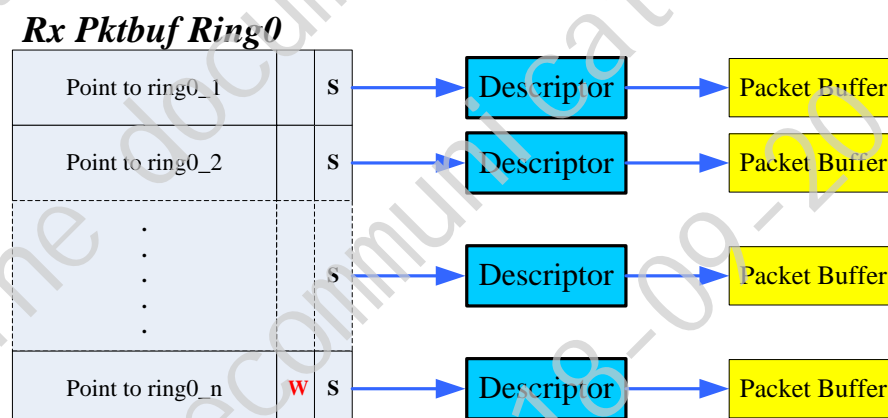 Rx Pktbuf Ring0
Point to ring0_1 S Descriptor Packet Buffer
Point to ring0_2 S Descriptor Packet Buffer
S Descriptor Packet Buffer
Point to ring0_n W S Descriptor Packet Buffer